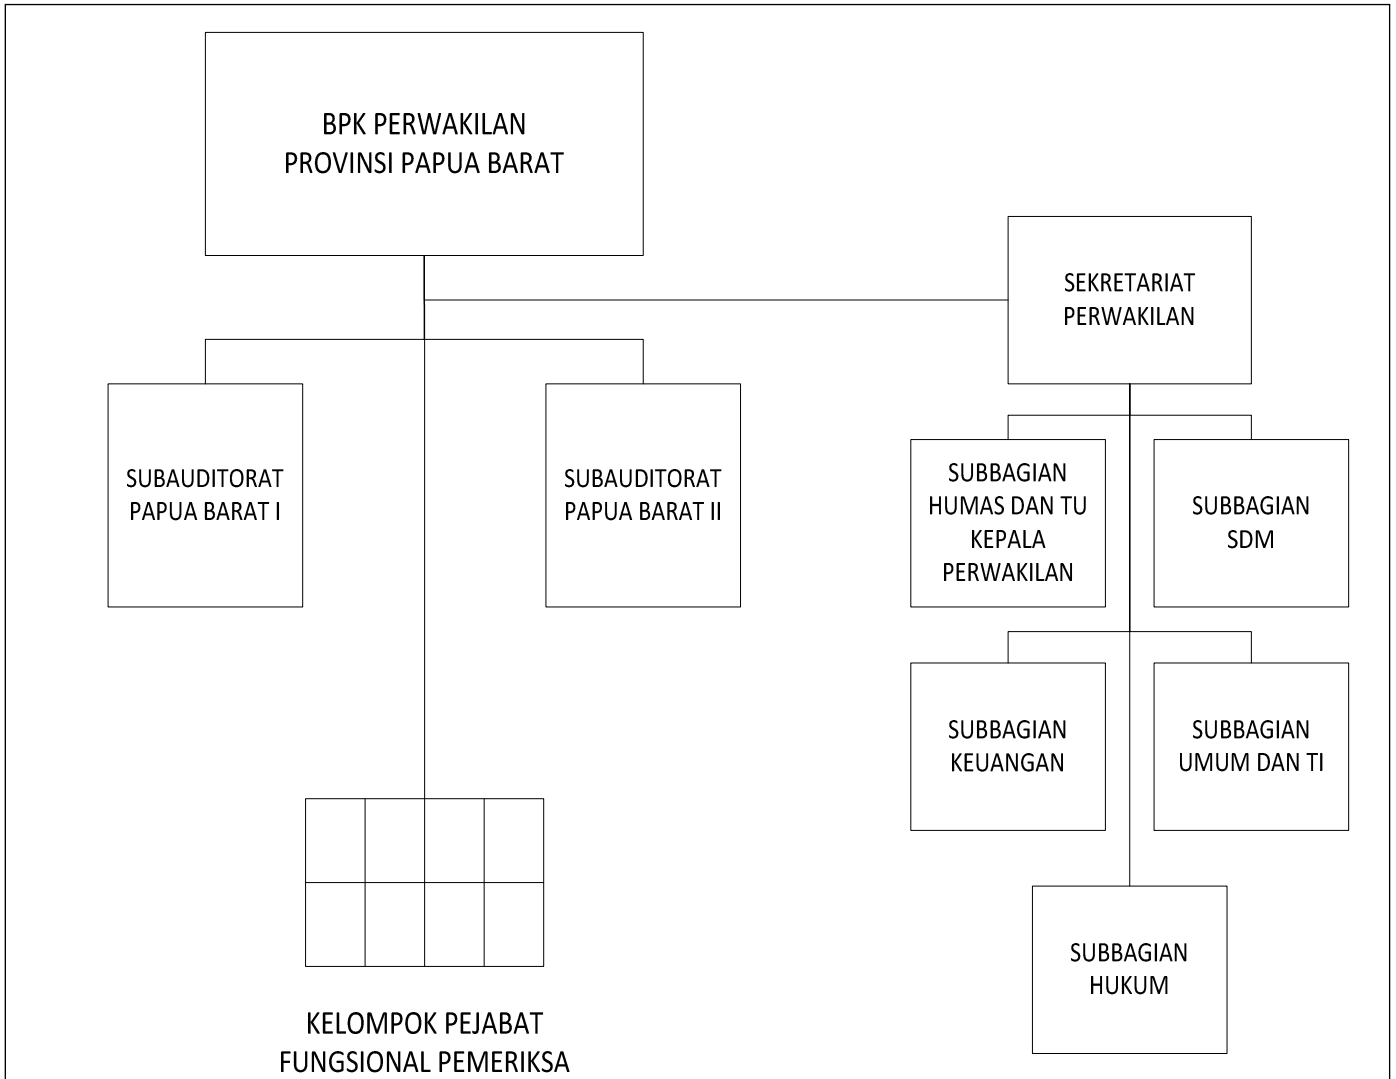 BPK PERWAKILAN
PROVINSI PAPUA BARAT
SEKRETARIAT
PERWAKILAN
SUBAUDITORAT
PAPUA BARAT I
SUBAUDITORAT
PAPUA BARAT II
SUBBAGIAN
HUMAS DAN TU
KEPALA
PERWAKILAN
SUBBAGIAN
SDM
SUBBAGIAN
KEUANGAN
SUBBAGIAN
UMUM DAN TI
SUBBAGIAN
HUKUM
KELOMPOK PEJABAT
FUNGSIONAL PEMERIKSA